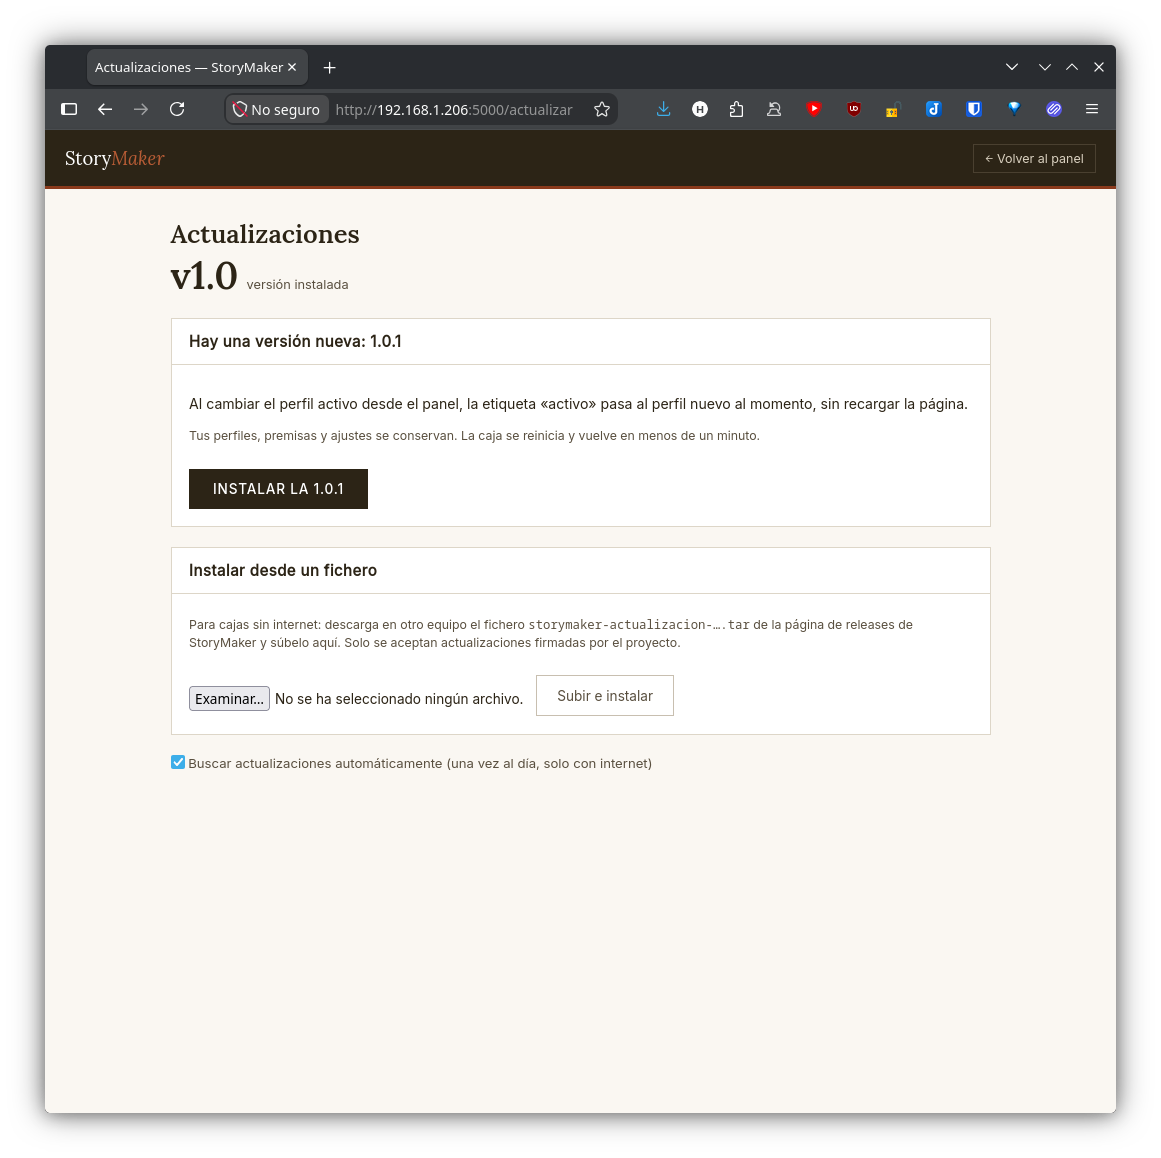 Actualizaciones — StoryMaker
No seguro
http://192.168.1.206:5000/actualizar
StoryMaker
← Volver al panel
Actualizaciones
v1.0 versión instalada
Hay una versión nueva: 1.0.1
Al cambiar el perfil activo desde el panel, la etiqueta «activo» pasa al perfil nuevo al momento, sin recargar la página.
Tus perfiles, premisas y ajustes se conservan. La caja se reinicia y vuelve en menos de un minuto.
INSTALAR LA 1.0.1
Instalar desde un fichero
Para cajas sin internet: descarga en otro equipo el fichero storymaker-actualizacion-….tar de la página de releases de
StoryMaker y súbelo aquí. Solo se aceptan actualizaciones firmadas por el proyecto.
Examinar... No se ha seleccionado ningún archivo. Subir e instalar
Buscar actualizaciones automáticamente (una vez al día, solo con internet)